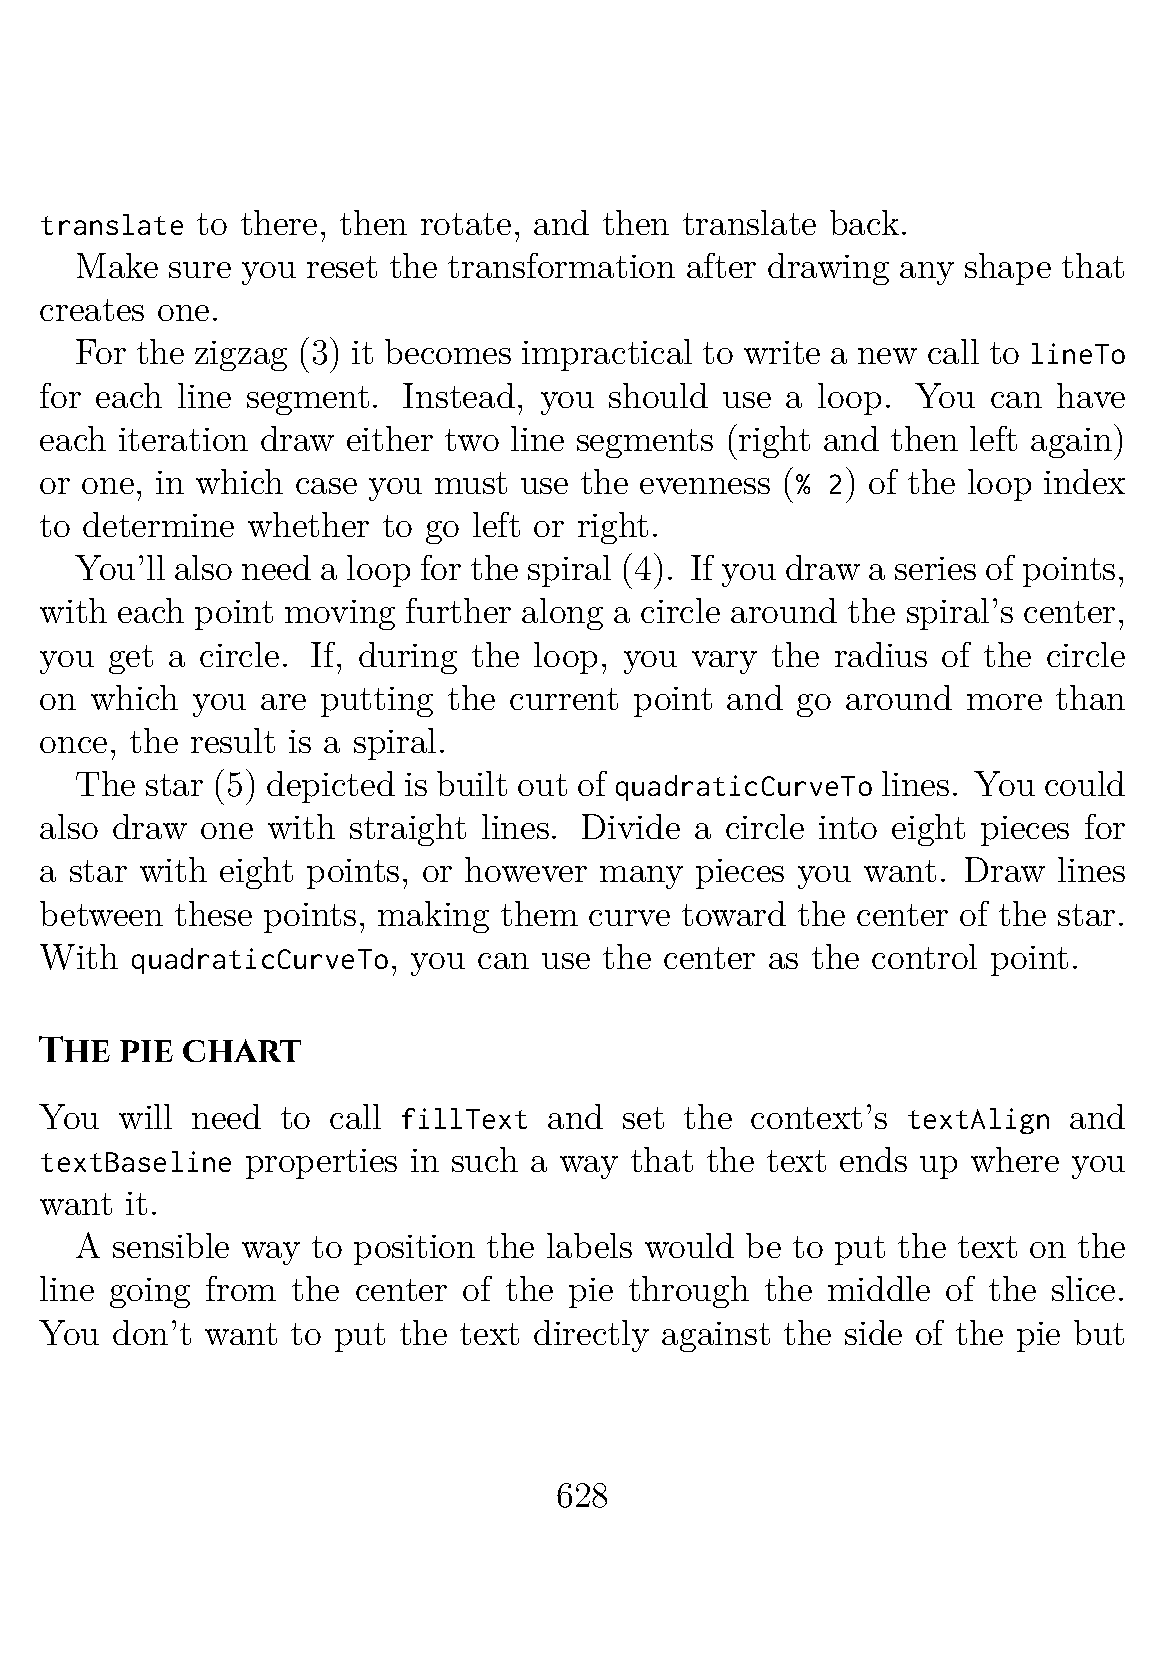 translate to there, then rotate, and then translate back.
Make sure you reset the transformation after drawing any shape that
creates one.
For the zigzag (3) it becomes impractical to write a new call to lineTo
for each line segment. Instead, you should use a loop. You can have
each iteration draw either two line segments (right and then left again)
or one, in which case you must use the evenness (% 2) of the loop index
to determine whether to go left or right.
You'll also need a loop for the spiral (4). If you draw a series of points,
with each point moving further along a circle around the spiral's center,
you get a circle. If, during the loop, you vary the radius of the circle
on which you are putting the current point and go around more than
once, the result is a spiral.
The star (5) depicted is built out of quadraticCurveTo lines. You could
also draw one with straight lines. Divide a circle into eight pieces for
a star with eight points, or however many pieces you want. Draw lines
between these points, making them curve toward the center of the star.
With quadraticCurveTo, you can use the center as the control point.
The pie chart
You will need to call fillText and set the context's textAlign and
textBaseline properties in such a way that the text ends up where you
want it.
A sensible way to position the labels would be to put the text on the
line going from the center of the pie through the middle of the slice.
You don't want to put the text directly against the side of the pie but
628